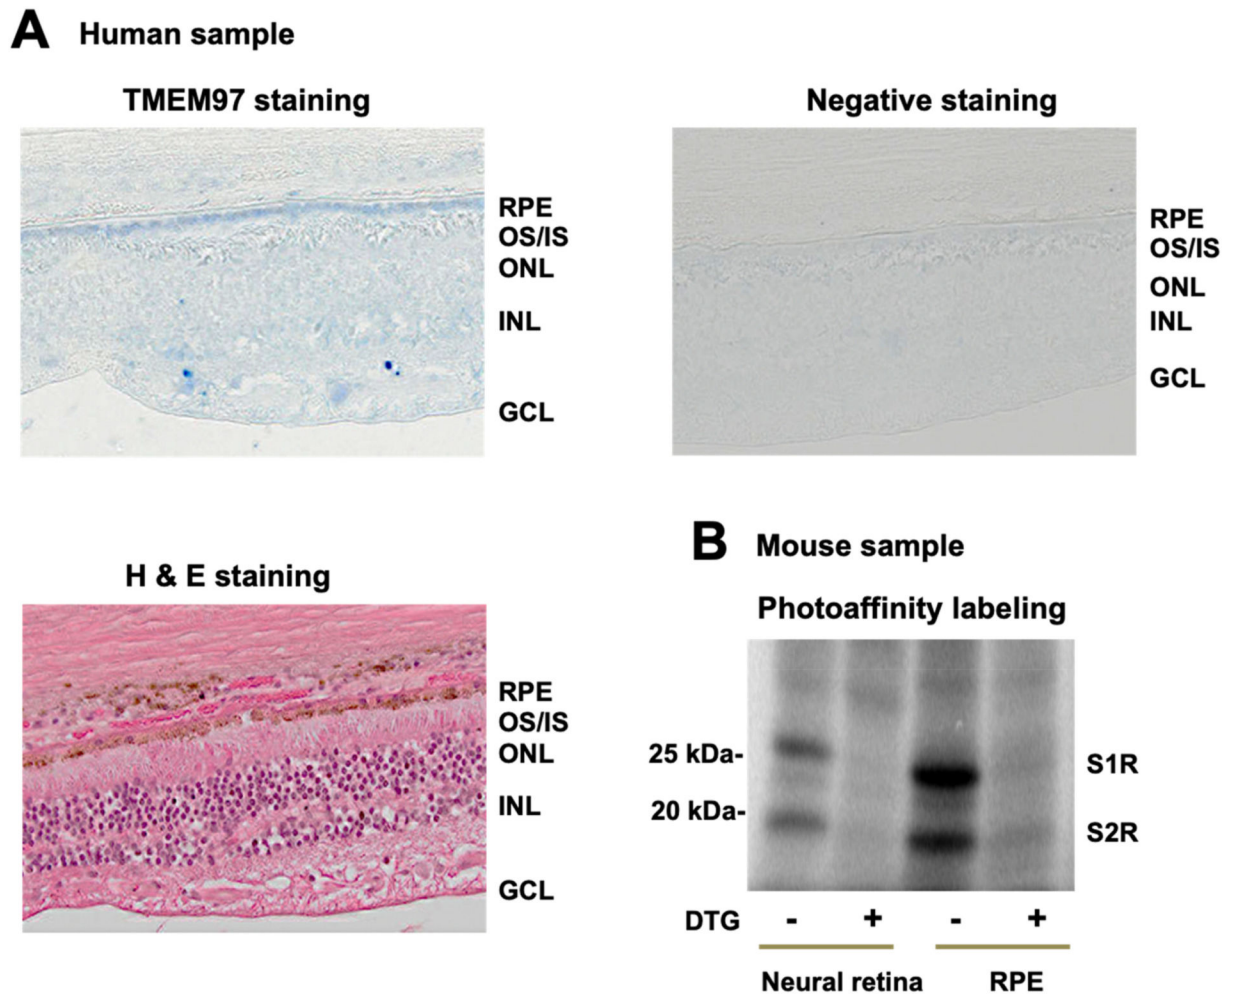 A Human sample
TMEM97 staining
RPE
OS/IS
ONL
INL
GCL
Negative staining
RPE
OS/IS
ONL
INL
GCL
H & E staining
RPE
OS/IS
ONL
INL
GCL
B Mouse sample
Photoaffinity labeling
25 kDa-
20 kDa-
S1R
S2R
DTG - + - +
Neural retina RPE